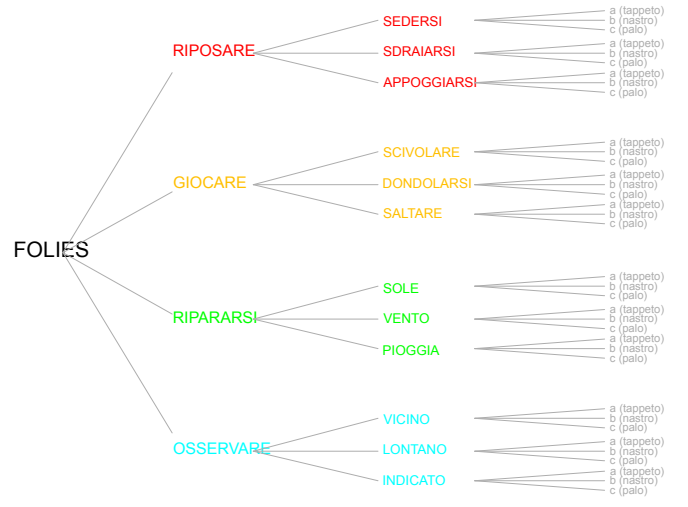 FOLIES
RIPOSARE
SEDERSI
a (tappeto)
b (nastro)
c (palo)
SDRAIARSI
a (tappeto)
b (nastro)
c (palo)
APPOGGIARSI
a (tappeto)
b (nastro)
c (palo)
GIOCARE
SCIVOLARE
a (tappeto)
b (nastro)
c (palo)
DONDOLARSI
a (tappeto)
b (nastro)
c (palo)
SALTARE
a (tappeto)
b (nastro)
c (palo)
RIPARARSI
SOLE
a (tappeto)
b (nastro)
c (palo)
VENTO
a (tappeto)
b (nastro)
c (palo)
PIOGGIA
a (tappeto)
b (nastro)
c (palo)
OSSERVARE
VICINO
a (tappeto)
b (nastro)
c (palo)
LONTANO
a (tappeto)
b (nastro)
c (palo)
INDICATO
a (tappeto)
b (nastro)
c (palo)